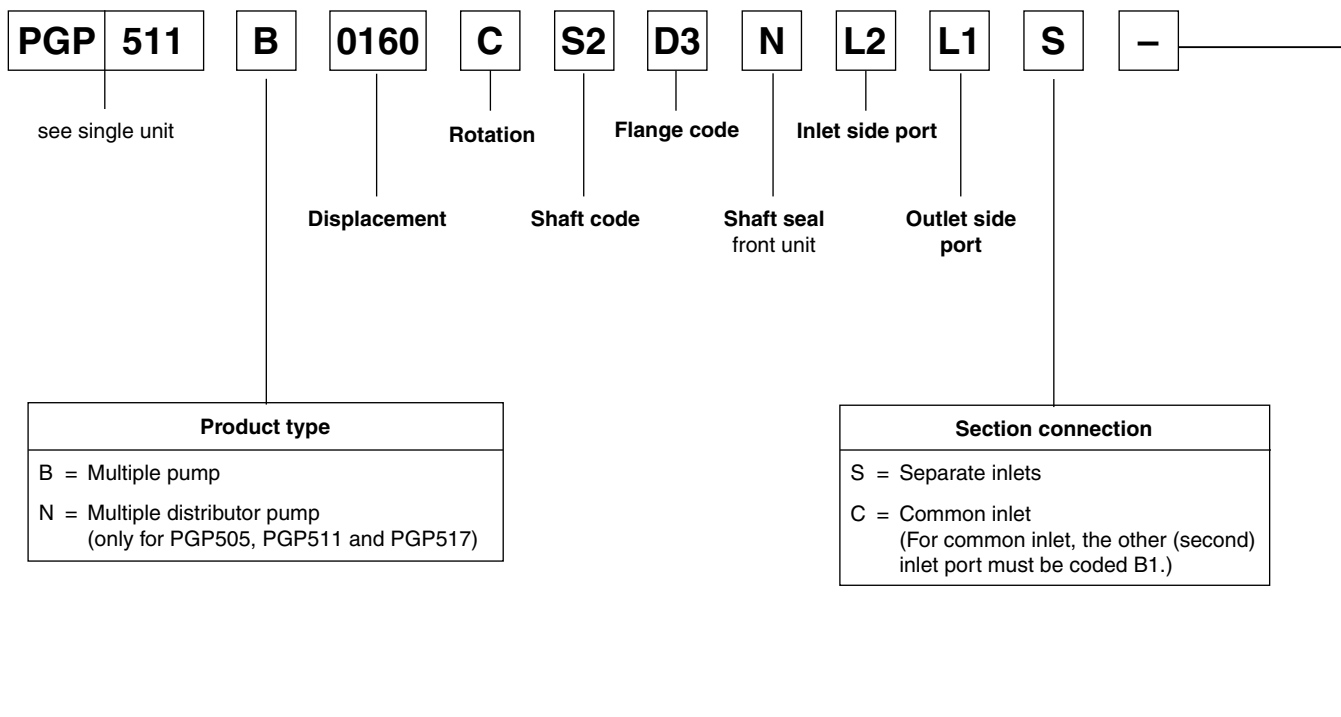 PGP 511 B 0160 C S2 D3 N L2 L1 S –
see single unit
Rotation
Flange code
Inlet side port
Displacement
Shaft code
Shaft seal
front unit
Outlet side
port
Product type
B = Multiple pump
N = Multiple distributor pump
(only for PGP505, PGP511 and PGP517)
Section connection
S = Separate inlets
C = Common inlet
(For common inlet, the other (second)
inlet port must be coded B1.)